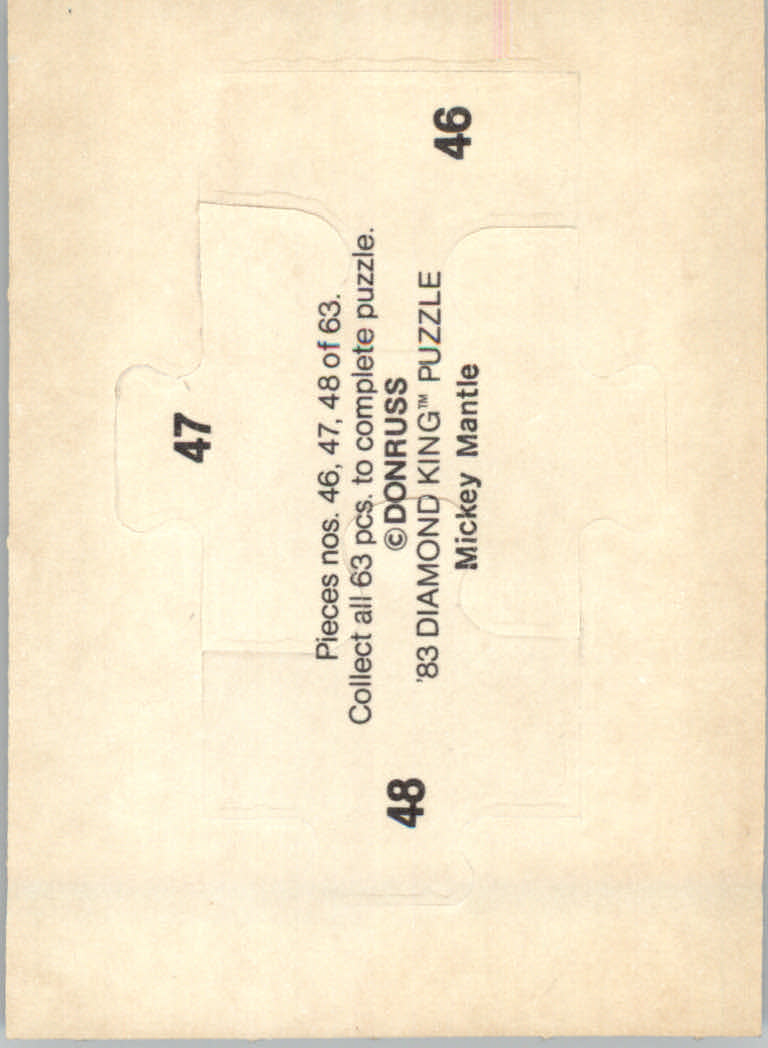 46
47
Pieces nos. 46, 47, 48 of 63.
Collect all 63 pcs. to complete puzzle.
©DONRUSS
'83 DIAMOND KING™ PUZZLE
Mickey Mantle
48